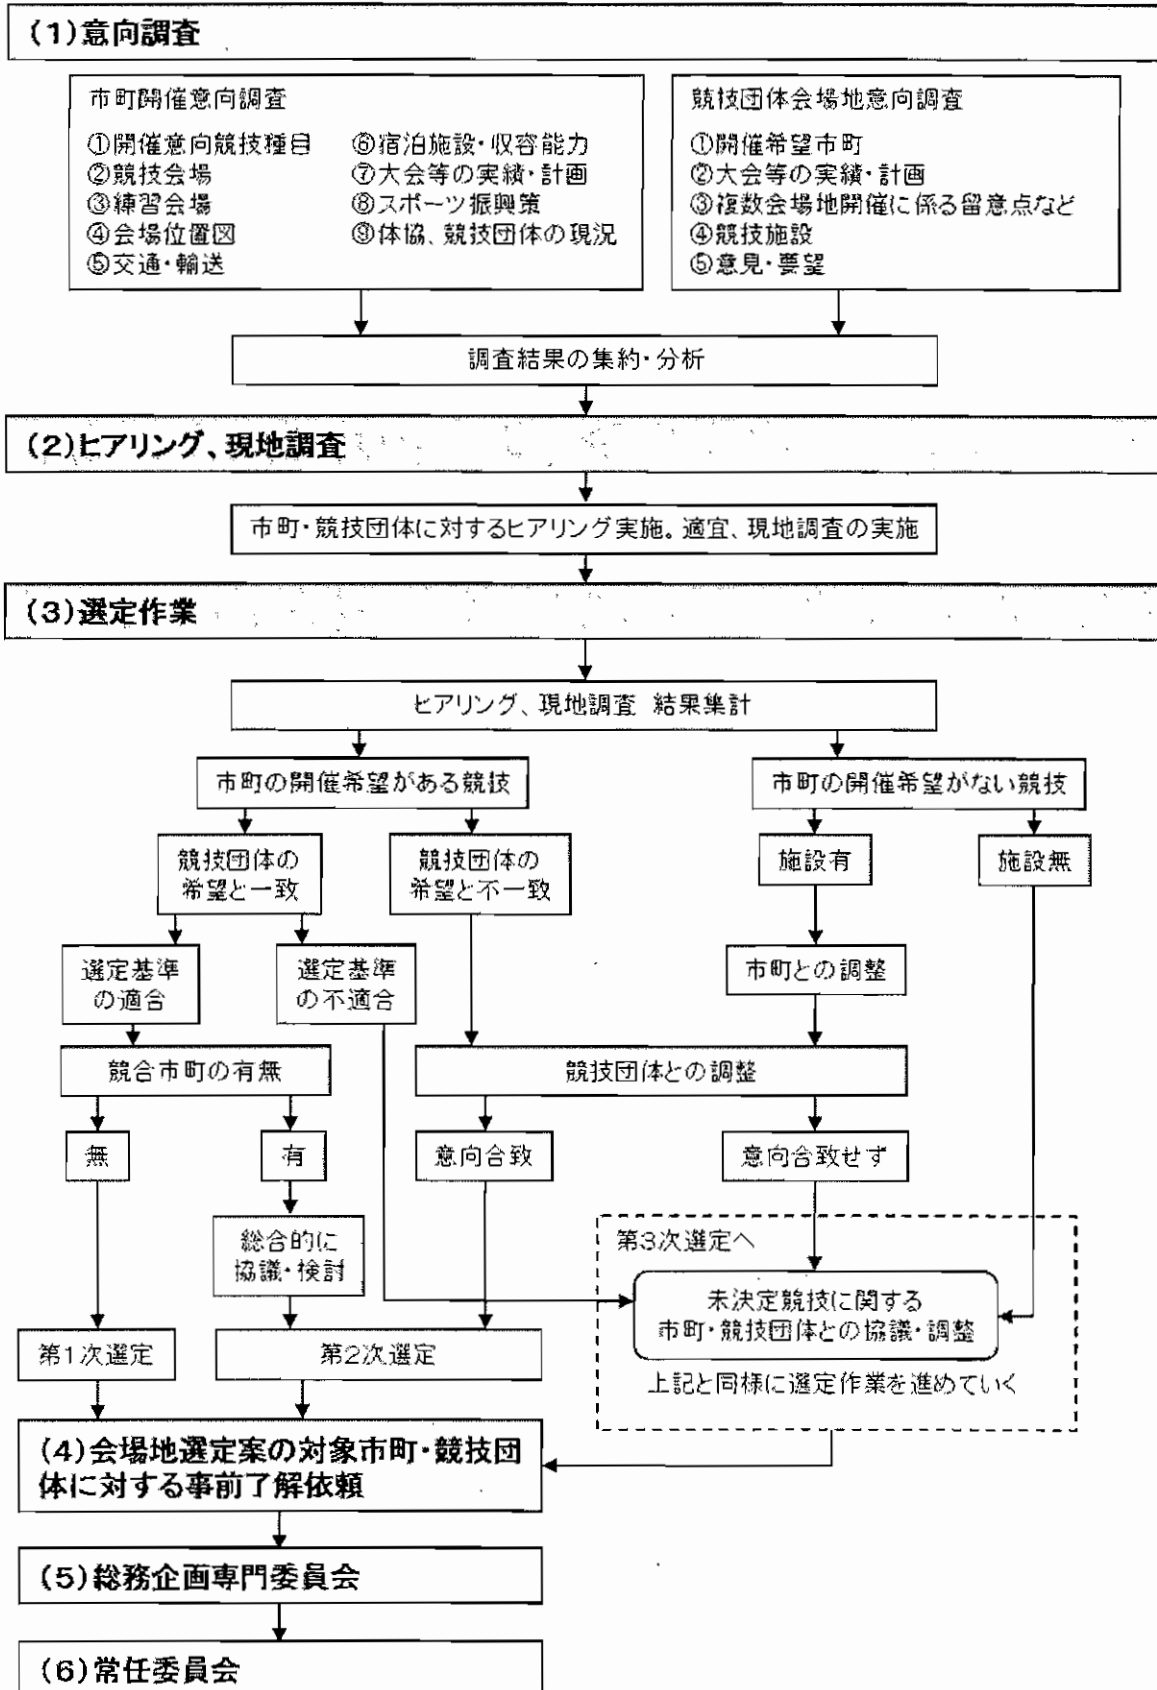 (1)意向調査
市町開催意向調査
①開催意向競技種目
②競技会場
③練習会場
④会場位置図
⑤交通・輸送
⑥宿泊施設・収容能力
⑦大会等の実績・計画
⑧スポーツ振興策
⑨体協、競技団体の現況
競技団体会場地意向調査
①開催希望市町
②大会等の実績・計画
③複数会場地開催に係る留意点など
④競技施設
⑤意見・要望
調査結果の集約・分析
(2)ヒアリング、現地調査
市町・競技団体に対するヒアリング実施。適宜、現地調査の実施
(3)選定作業
ヒアリング、現地調査 結果集計
市町の開催希望がある競技
市町の開催希望がない競技
競技団体の
希望と一致
競技団体の
希望と不一致
施設有
施設無
選定基準
の適合
選定基準
の不適合
市町との調整
競合市町の有無
競技団体との調整
無
有
意向合致
意向合致せず
総合的に
協議・検討
第3次選定へ
未決定競技に関する
市町・競技団体との協議・調整
上記と同様に選定作業を進めていく
第1次選定
第2次選定
(4)会場地選定案の対象市町・競技団
体に対する事前了解依頼
(5)総務企画専門委員会
(6)常任委員会